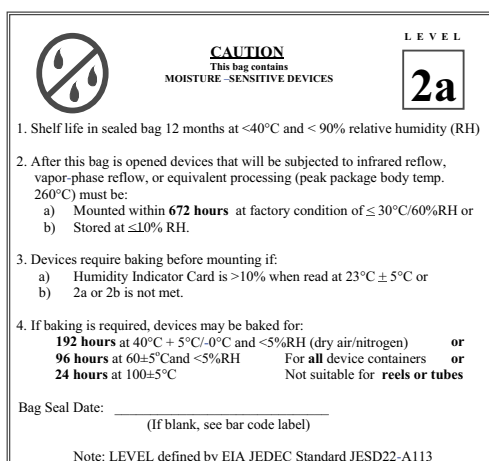 LEVEL
CAUTION
This bag contains
MOISTURE –SENSITIVE DEVICES
2a
1. Shelf life in sealed bag 12 months at <40°C and < 90% relative humidity (RH)
2. After this bag is opened devices that will be subjected to infrared reflow,
vapor-phase reflow, or equivalent processing (peak package body temp.
260°C) must be:
a) Mounted within 672 hours at factory condition of ≤ 30°C/60%RH or
b) Stored at ≤10% RH.
3. Devices require baking before mounting if:
a) Humidity Indicator Card is >10% when read at 23°C ± 5°C or
b) 2a or 2b is not met.
4. If baking is required, devices may be baked for:
192 hours at 40°C + 5°C/-0°C and <5%RH (dry air/nitrogen) or
96 hours at 60±5°Cand <5%RH For all device containers or
24 hours at 100±5°C Not suitable for reels or tubes
Bag Seal Date: ______________________________
(If blank, see bar code label)
Note: LEVEL defined by EIA JEDEC Standard JESD22-A113